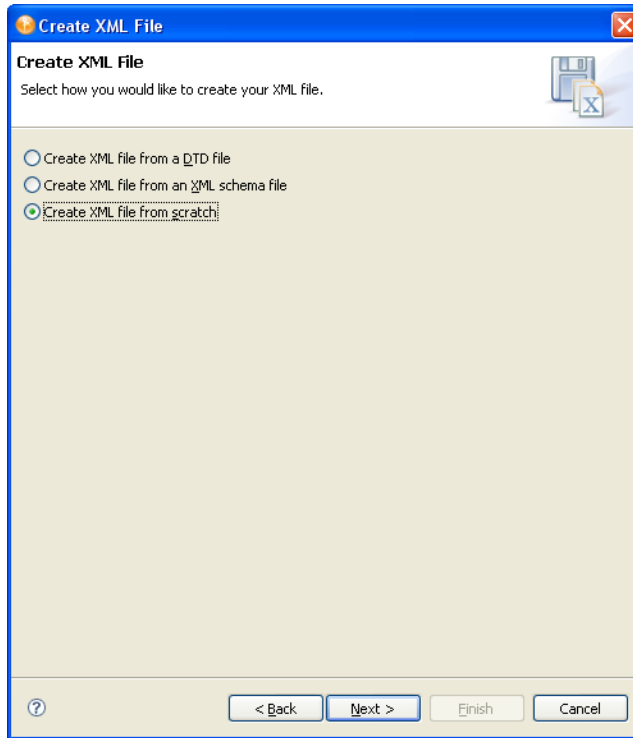 Create XML File
Create XML File
Select how you would like to create your XML file.
X
Create XML file from a DTD file
Create XML file from an XML schema file
Create XML file from scratch
?
< Back
Next >
Finish
Cancel